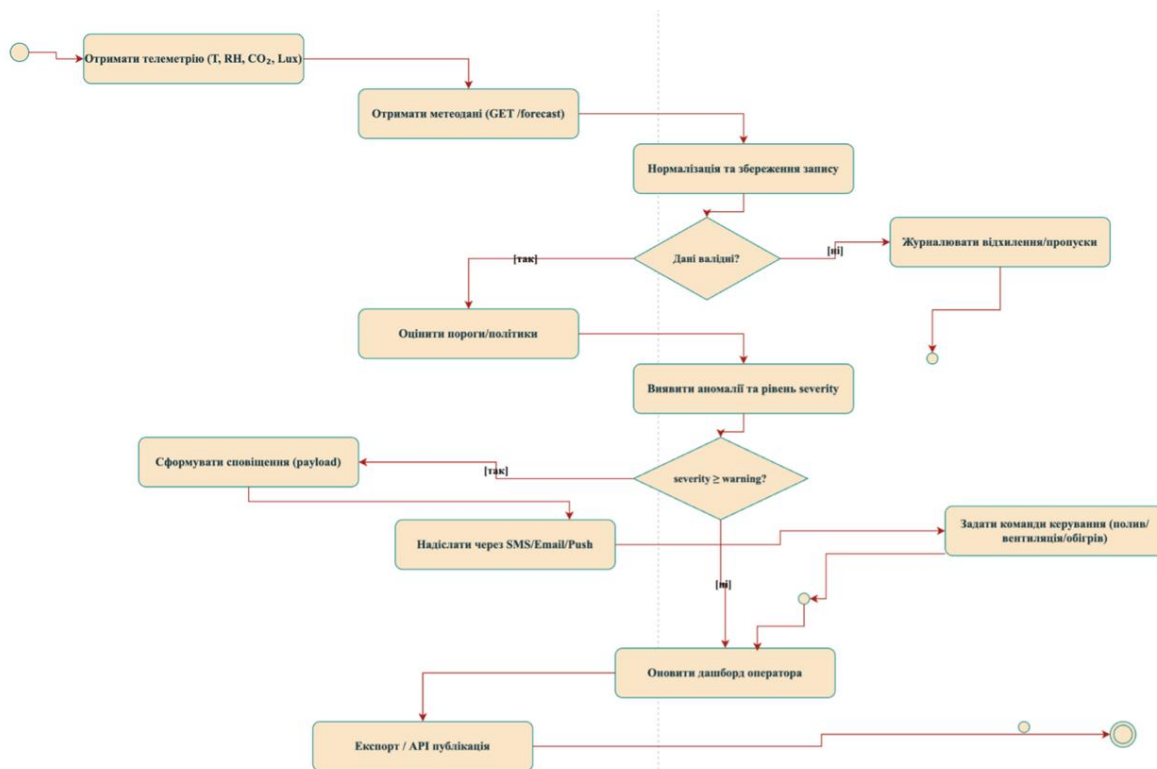 Отримати телеметрію (T, RH, CO₂, Lux)
Отримати метеодані (GET /forecast)
Нормалізація та збереження запису
Дані валідні?
[так]
[ні]
Журналювати відхилення/пропуски
Оцінити пороги/політики
Виявити аномалії та рівень severity
severity ≥ warning?
[так]
Сформувати сповіщення (payload)
Надіслати через SMS/Email/Push
Задати команди керування (полив/
вентиляція/обігрів)
[ні]
Оновити дашборд оператора
Експорт / API публікація